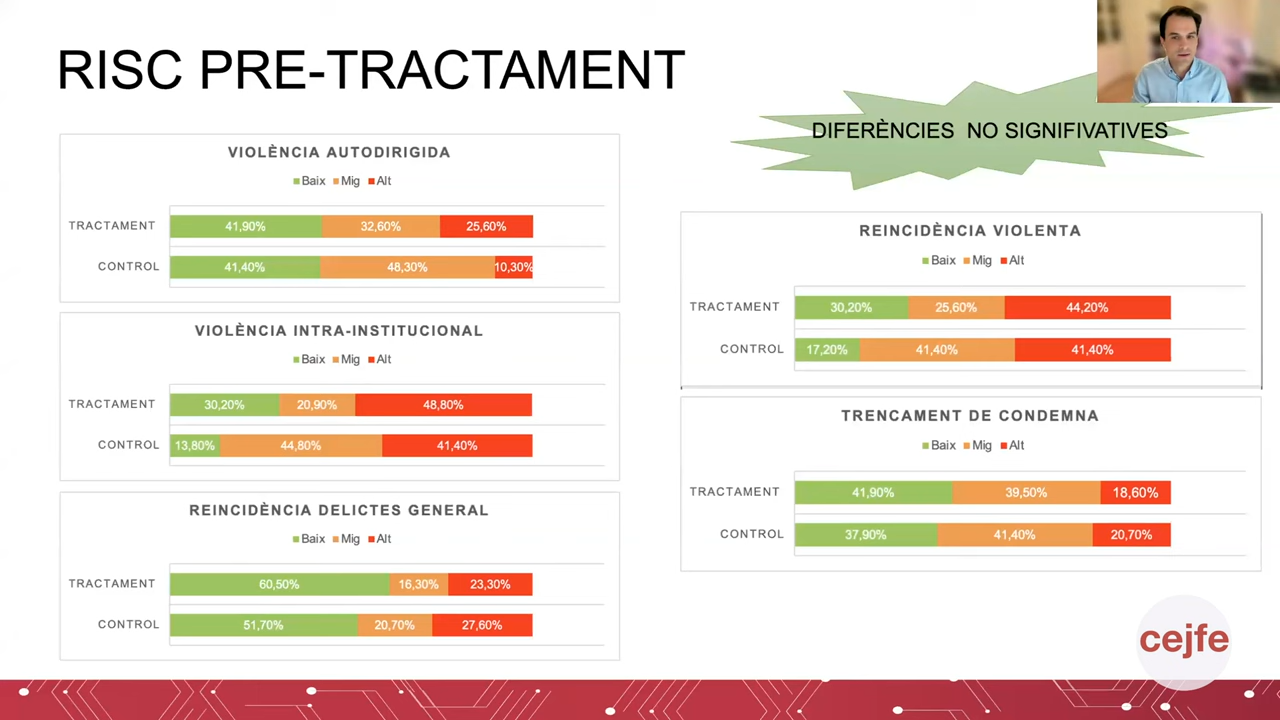 RISC PRE-TRACTAMENT
DIFERÈNCIES NO SIGNIFIVATIVES
VIOLÈNCIA AUTODIRIGIDA
Baix Mig Alt
TRACTAMENT 41,90% 32,60% 25,60%
CONTROL 41,40% 48,30% 10,30%
VIOLÈNCIA INTRA-INSTITUCIONAL
Baix Mig Alt
TRACTAMENT 30,20% 20,90% 48,80%
CONTROL 13,80% 44,80% 41,40%
REINCIDÈNCIA DELICTES GENERAL
Baix Mig Alt
TRACTAMENT 60,50% 16,30% 23,30%
CONTROL 51,70% 20,70% 27,60%
REINCIDÈNCIA VIOLENTA
Baix Mig Alt
TRACTAMENT 30,20% 25,60% 44,20%
CONTROL 17,20% 41,40% 41,40%
TRENCAMENT DE CONDEMNA
Baix Mig Alt
TRACTAMENT 41,90% 39,50% 18,60%
CONTROL 37,90% 41,40% 20,70%
cejfe